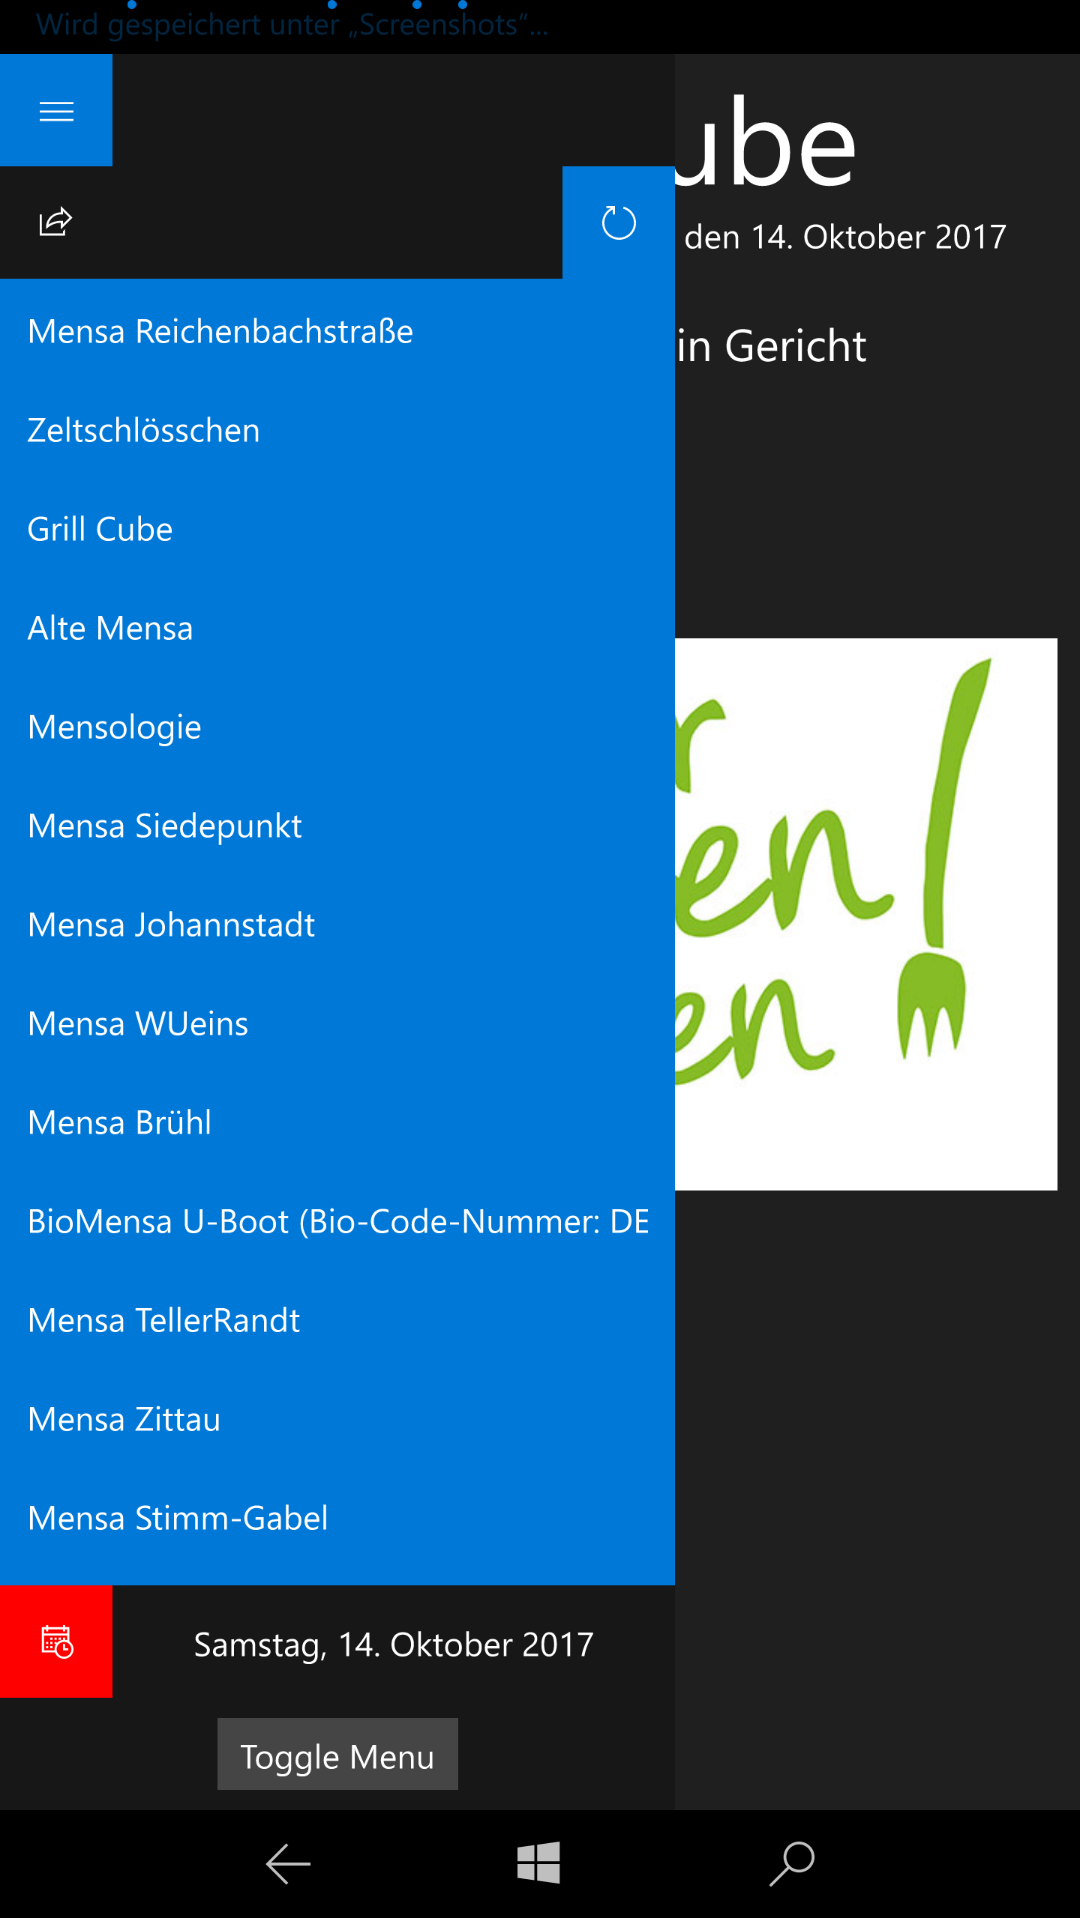 Wird gespeichert unter „Screenshots“...
ube
den 14. Oktober 2017
in Gericht
Mensa Reichenbachstraße
Zeltschlösschen
Grill Cube
Alte Mensa
Mensologie
Mensa Siedepunkt
Mensa Johannstadt
Mensa WUeins
Mensa Brühl
BioMensa U-Boot (Bio-Code-Nummer: DE
Mensa TellerRandt
Mensa Zittau
Mensa Stimm-Gabel
r
en!
en
Samstag, 14. Oktober 2017
Toggle Menu